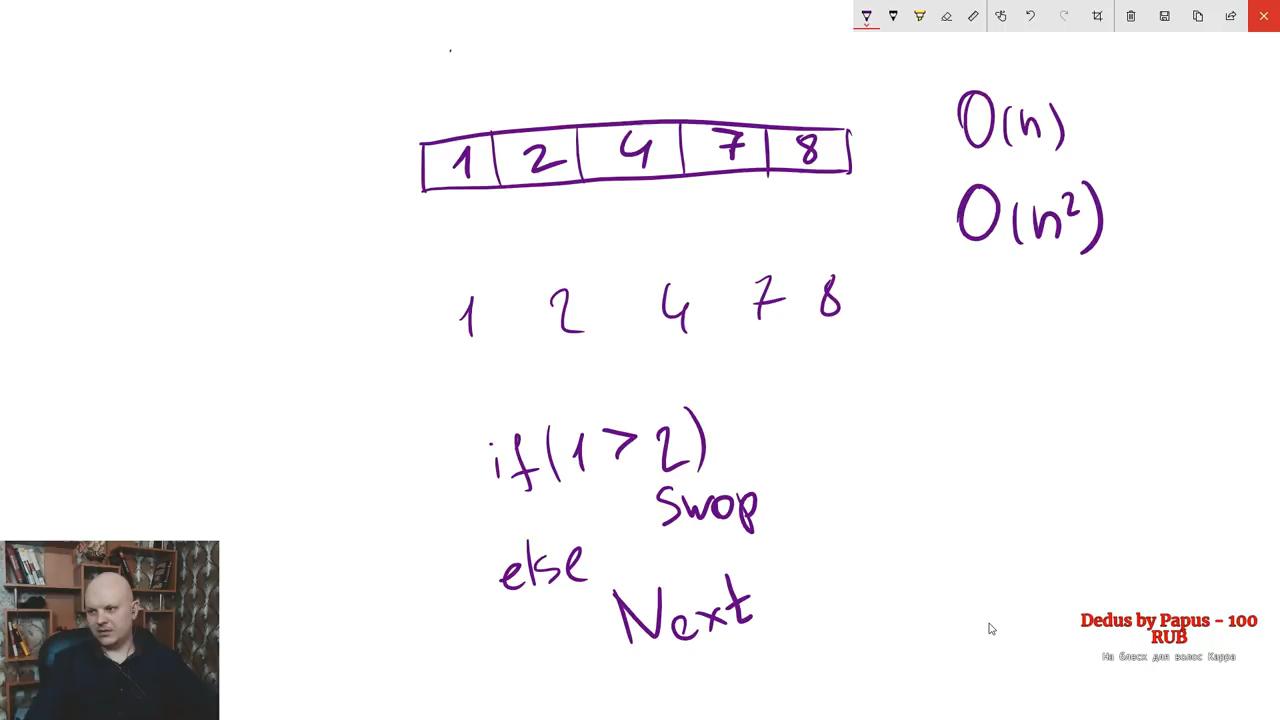 1 2 4 7 8
O(n)
O(n²)
1 2 4 7 8
if(1 > 2)
Swop
else
Next
Dedus by Papus - 100
RUB
На блеск для волос Карра